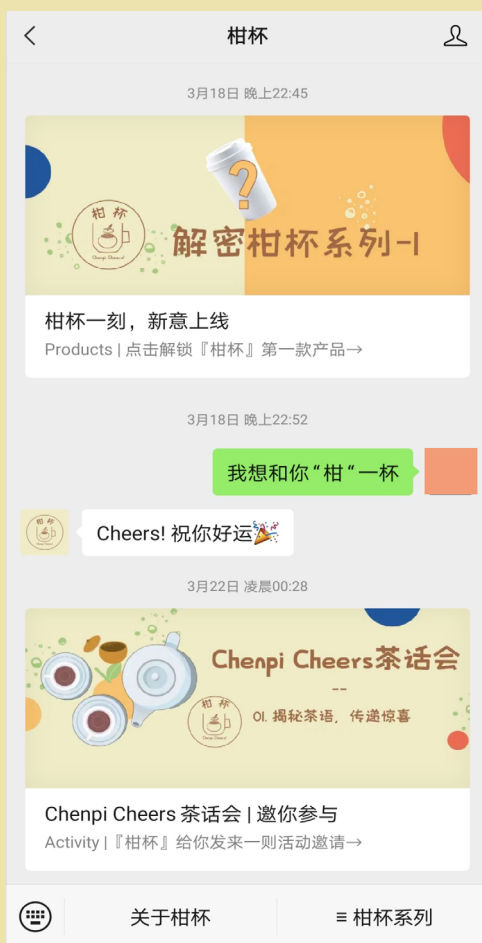 柑杯
3月18日 晚上22:45
?
柑杯
Chenpi Cheers!
解密柑杯系列-1
柑杯一刻，新意上线
Products | 点击解锁『柑杯』第一款产品→
3月18日 晚上22:52
我想和你“柑“一杯
柑杯
Cheers! 祝你好运🎉
3月22日 凌晨00:28
Chenpi Cheers茶话会
--
柑杯
Chenpi Cheers!
01. 揭秘茶语，传递惊喜
Chenpi Cheers 茶话会 | 邀你参与
Activity |『柑杯』给你发来一则活动邀请→
关于柑杯
≡ 柑杯系列